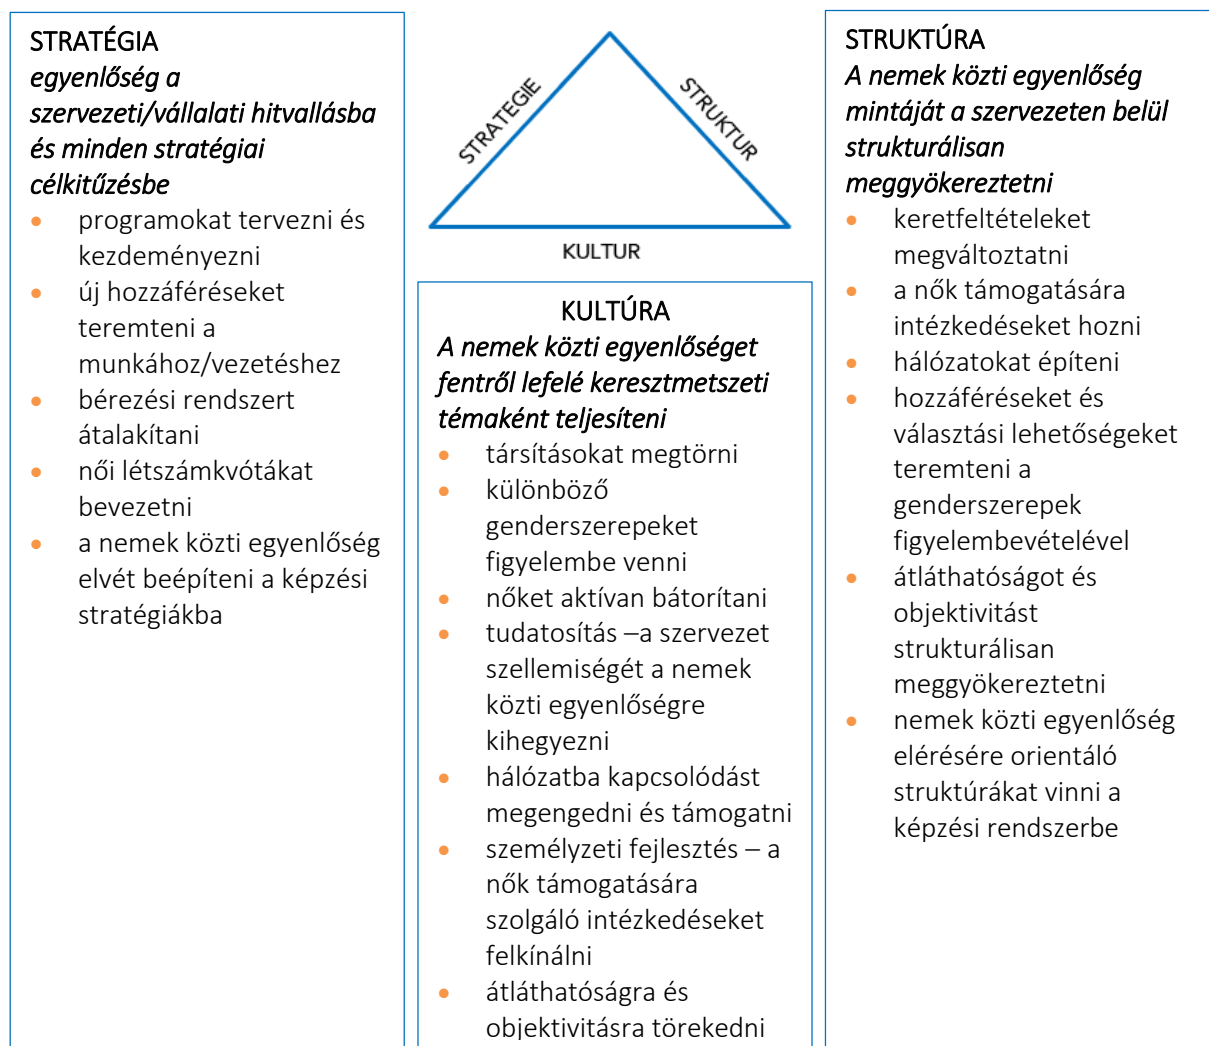 STRATÉGIA
egyenlőség a
szervezeti/vállalati hitvallásba
és minden stratégiai
célkitűzésbe
programokat tervezni és
kezdeményezni
új hozzáféréseket
teremteni a
munkához/vezetéshez
bérezési rendszert
átalakítani
női létszámkvótákat
bevezetni
a nemek közti egyenlőség
elvét beépíteni a képzési
stratégiákba
STRATEGIE
STRUKTUR
KULTUR
KULTÚRA
A nemek közti egyenlőséget
fentről lefelé keresztmetszeti
témaként teljesíteni
társításokat megtörni
különböző
genderszerepeket
figyelembe venni
nőket aktívan bátorítani
tudatosítás –a szervezet
szellemiségét a nemek
közti egyenlőségre
kihegyezni
hálózatba kapcsolódást
megengedni és támogatni
személyzeti fejlesztés – a
nők támogatására
szolgáló intézkedéseket
felkínálni
átláthatóságra és
objektivitásra törekedni
STRUKTÚRA
A nemek közti egyenlőség
mintáját a szervezeten belül
strukturálisan
meggyökereztetni
keretfeltételeket
megváltoztatni
a nők támogatására
intézkedéseket hozni
hálózatokat építeni
hozzáféréseket és
választási lehetőségeket
teremteni a
genderszerepek
figyelembevételével
átláthatóságot és
objektivitást
strukturálisan
meggyökereztetni
nemek közti egyenlőség
elérésére orientáló
struktúrákat vinni a
képzési rendszerbe